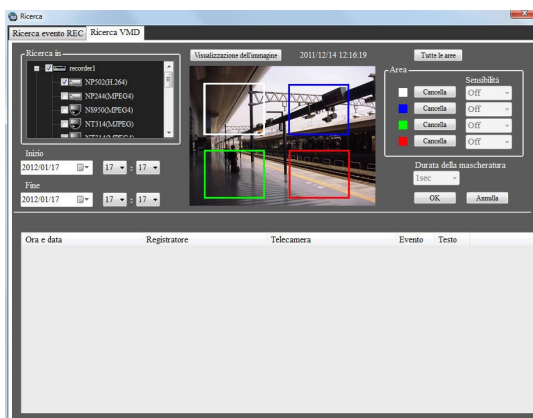 Ricerca
Ricerca evento REC
Ricerca VMD
Ricerca in
recorder1
NP502(H.264)
NP244(MPEG4)
NS950(MPEG4)
NT314(MJPEG)
NT314(MPEG4)
Inizio
2012/01/17 17 : 17
Fine
2012/01/17 17 : 17
Visualizzazione dell'immagine
2011/12/14 12:16:19
Tutte le aree
Area
Sensibilità
Cancella Off
Cancella Off
Cancella Off
Cancella Off
Durata della mascheratura
1sec
OK Annulla
Ora e data Registratore Telecamera Evento Testo